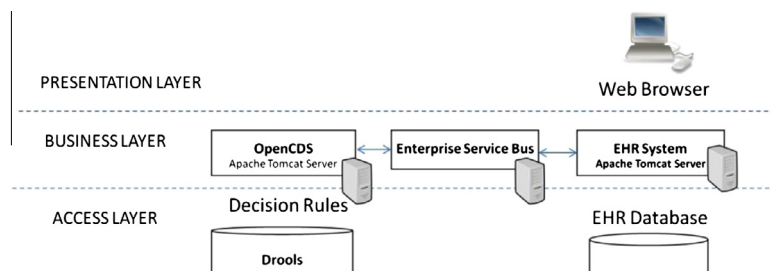 PRESENTATION LAYER
Web Browser
BUSINESS LAYER
OpenCDS
Apache Tomcat Server
Enterprise Service Bus
EHR System
Apache Tomcat Server
ACCESS LAYER
Decision Rules
EHR Database
Drools